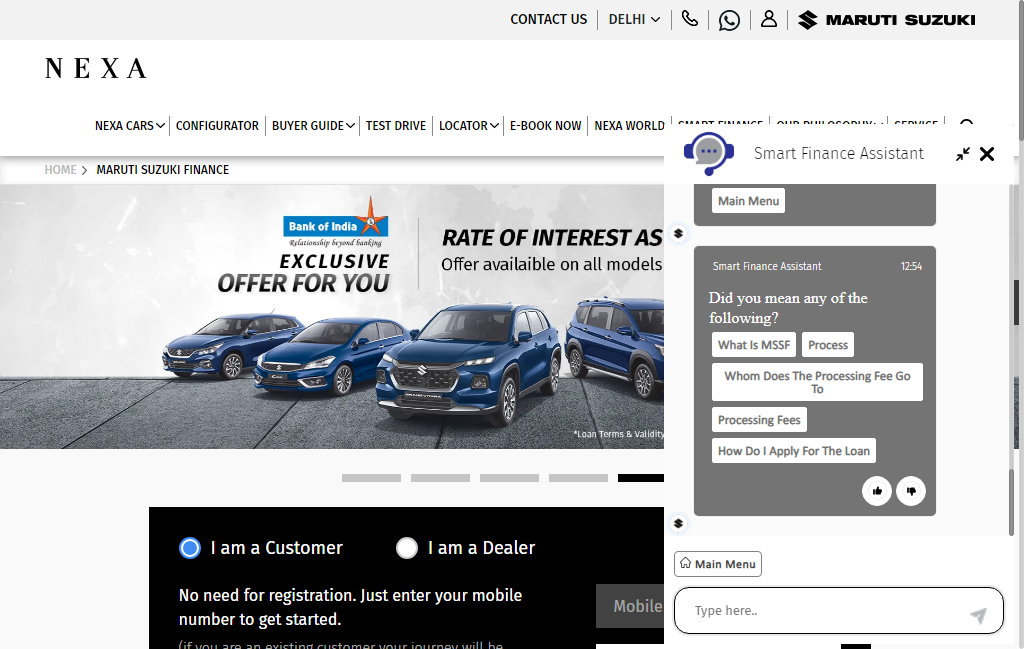 CONTACT US
DELHI
MARUTI SUZUKI
NEXA
NEXA CARS
CONFIGURATOR
BUYER GUIDE
TEST DRIVE
LOCATOR
E-BOOK NOW
NEXA WORLD
SMART FINANCE
OUR PHILOSOPHY
SERVICE
HOME
MARUTI SUZUKI FINANCE
Bank of India
Relationship beyond banking
EXCLUSIVE
OFFER FOR YOU
RATE OF INTEREST AS
Offer availaible on all models
*Loan Terms & Validity
I am a Customer
I am a Dealer
No need for registration. Just enter your mobile
number to get started.
(if you are an existing customer your journey will be
Mobile
Smart Finance Assistant
Main Menu
Smart Finance Assistant
12:54
Did you mean any of the
following?
What Is MSSF
Process
Whom Does The Processing Fee Go
To
Processing Fees
How Do I Apply For The Loan
Main Menu
Type here..